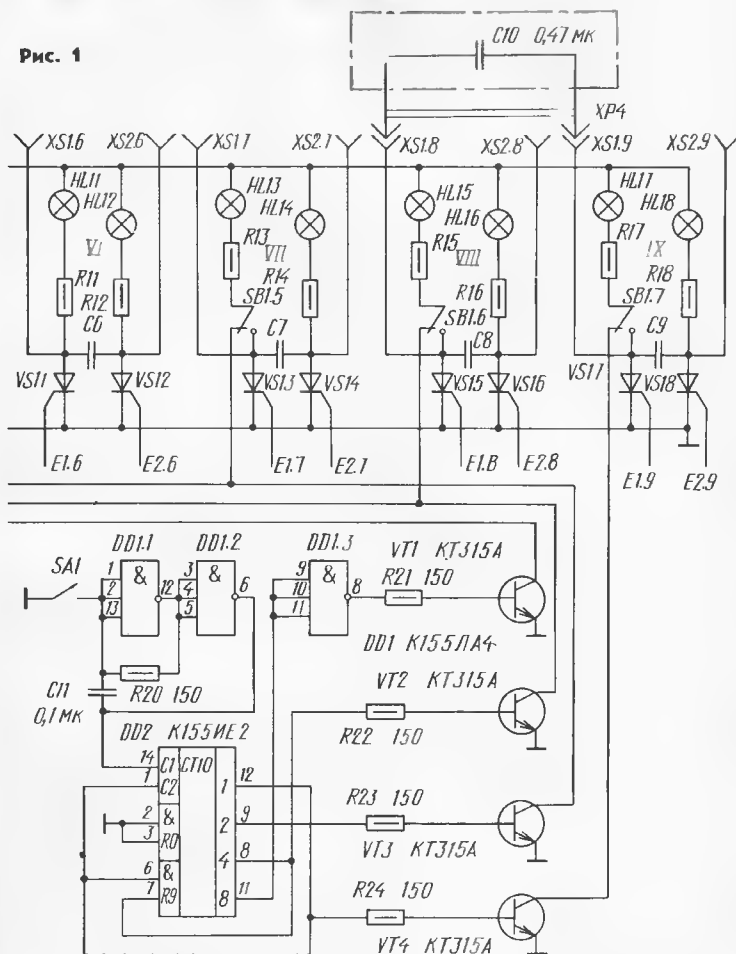 Рис. 1
C10 0,47 мк
XP4
XS1.6 XS2.6 XS1.7 XS2.7 XS1.8 XS2.8 XS1.9 XS2.9
HL11 HL13 HL15 HL17
HL12 HL14 HL16 HL18
R13 R15 R17
VI VII VIII IX
R11 R14 R16 R18
R12 SB1.5 SB1.6 SB1.7
C6 C7 C8 C9
VS11 VS12 VS13 VS14 VS15 VS16 VS17 VS18
E1.6 E2.6 E1.7 E2.7 E1.8 E2.8 E1.9 E2.9
DD1.1 DD1.2 DD1.3 VT1 КТ315А
SA1
1 & 3 & 9 & R21 150
2 12 4 6 10 8
13 5 11
DD1 К155ЛА4
R20 150
C11
0,1 мк
VT2 КТ315А
R22 150
DD2 К155ИЕ2
14 C1 CT10
1 C2 1 12
2 & 2 9
3 R0
6 & 4 8
7 R9 8 11
R23 150
VT3 КТ315А
R24 150
VT4 КТ315А